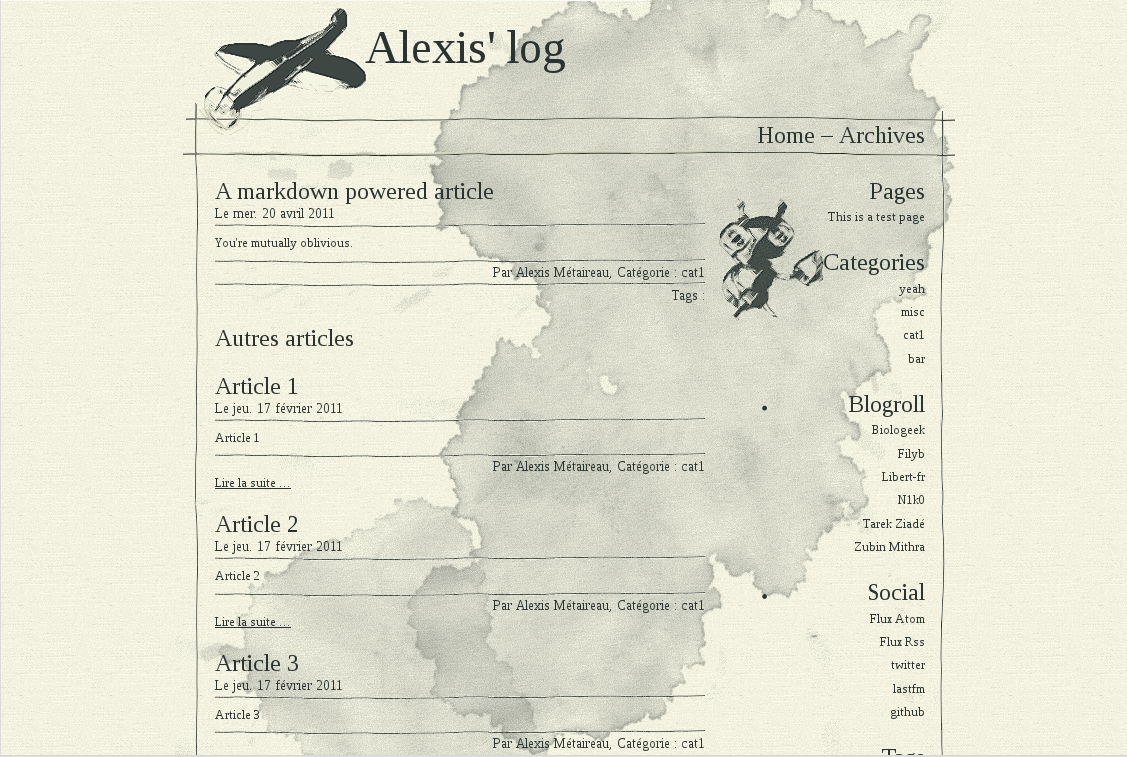 Alexis' log
Home – Archives
A markdown powered article
Le mer. 20 avril 2011
You're mutually oblivious.
Par Alexis Métaireau, Catégorie : cat1
Tags :
Autres articles
Article 1
Le jeu. 17 février 2011
Article 1
Par Alexis Métaireau, Catégorie : cat1
Lire la suite ...
Article 2
Le jeu. 17 février 2011
Article 2
Par Alexis Métaireau, Catégorie : cat1
Lire la suite ...
Article 3
Le jeu. 17 février 2011
Article 3
Par Alexis Métaireau, Catégorie : cat1
Pages
This is a test page
Categories
yeah
misc
cat1
bar
Blogroll
Biologeek
Filyb
Libert-fr
N1k0
Tarek Ziadé
Zubin Mithra
Social
Flux Atom
Flux Rss
twitter
lastfm
github